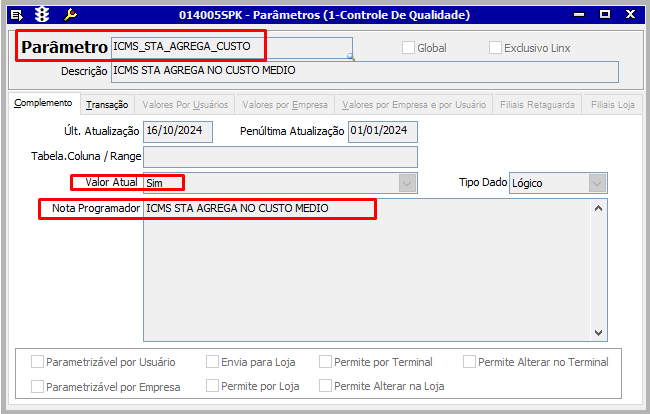 014005SPK - Parâmetros (1-Controle De Qualidade)
Parâmetro ICMS_STA_AGREGA_CUSTO Global Exclusivo Linx
Descrição ICMS STA AGREGA NO CUSTO MEDIO
Complemento Transação Valores Por Usuários Valores por Empresa Valores por Empresa e por Usuário Filiais Retaguarda Filiais Loja
Últ. Atualização 16/10/2024 Penúltima Atualização 01/01/2024
Tabela.Coluna / Range
Valor Atual Sim Tipo Dado Lógico
Nota Programador ICMS STA AGREGA NO CUSTO MEDIO
Parametrizável por Usuário Envia para Loja Permite por Terminal Permite Alterar no Terminal
Parametrizável por Empresa Permite por Loja Permite Alterar na Loja